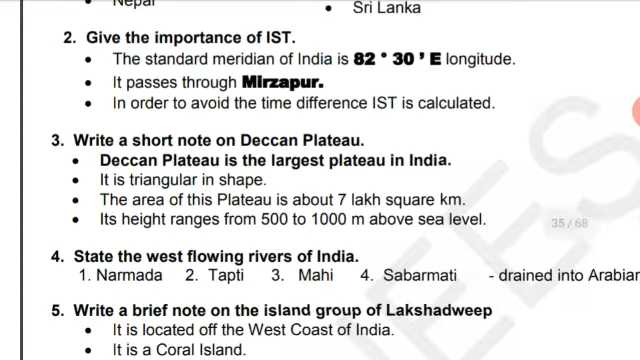 Nepal
• Sri Lanka
2. Give the importance of IST.
• The standard meridian of India is 82 ° 30 ' E longitude.
• It passes through Mirzapur.
• In order to avoid the time difference IST is calculated.
3. Write a short note on Deccan Plateau.
• Deccan Plateau is the largest plateau in India.
• It is triangular in shape.
• The area of this Plateau is about 7 lakh square km.
• Its height ranges from 500 to 1000 m above sea level.
35 / 68
4. State the west flowing rivers of India.
1. Narmada 2. Tapti 3. Mahi 4. Sabarmati - drained into Arabian
5. Write a brief note on the island group of Lakshadweep
• It is located off the West Coast of India.
• It is a Coral Island.